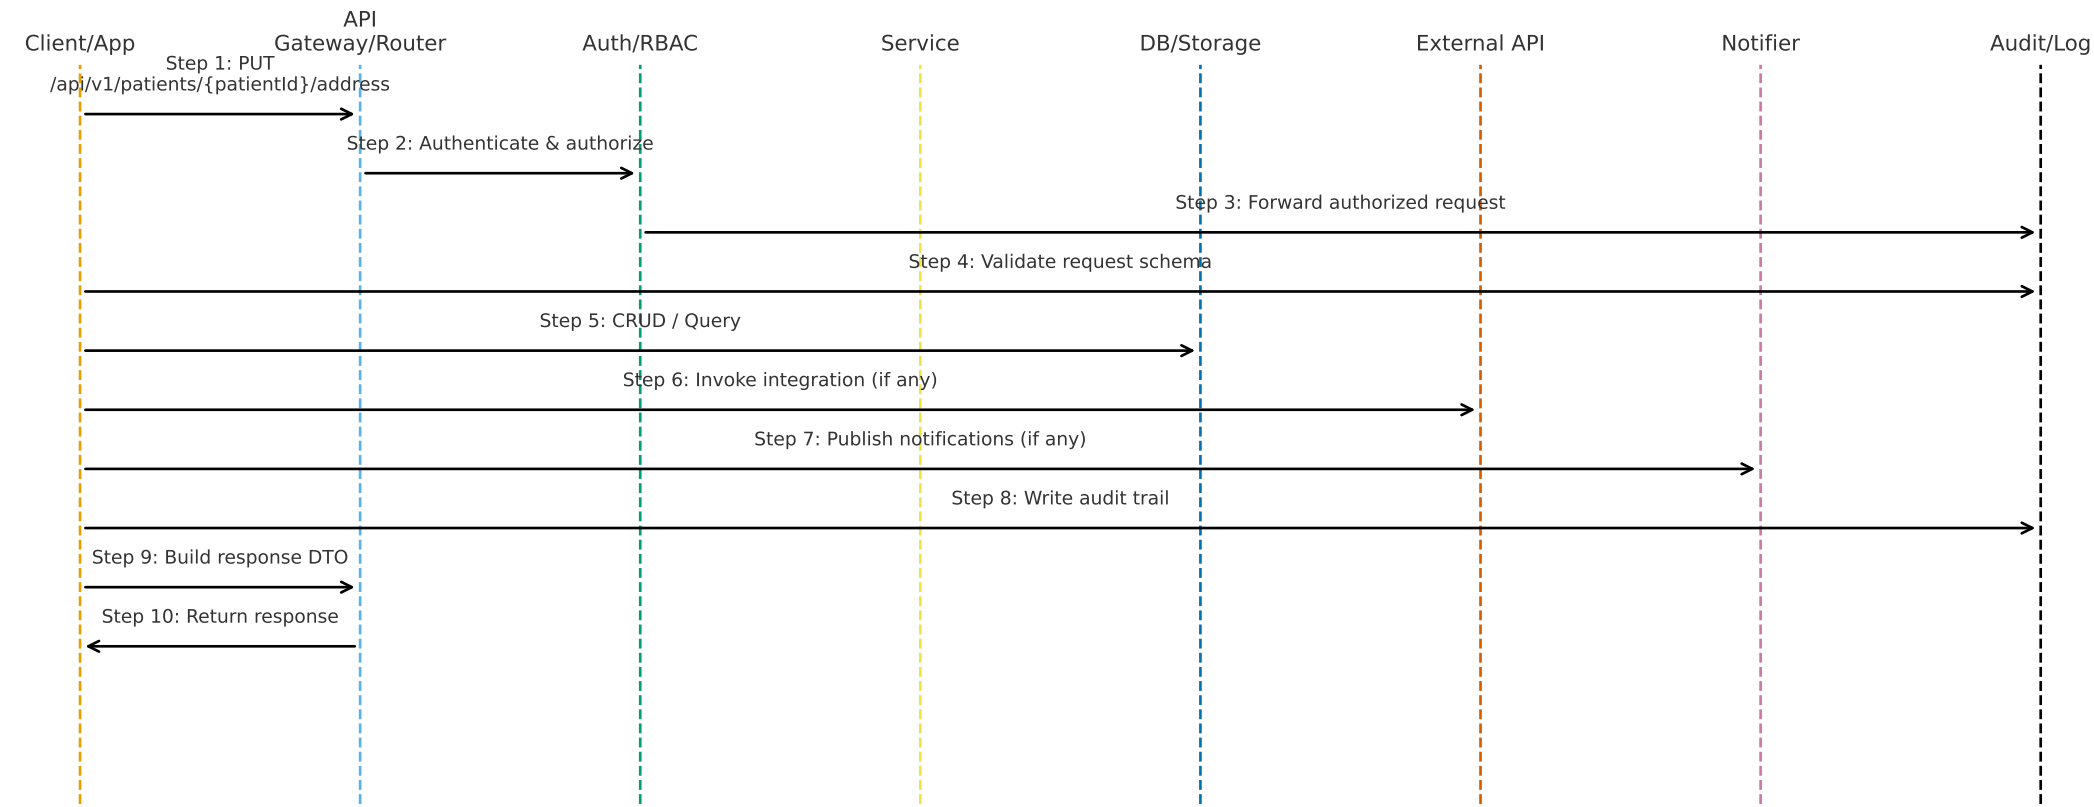 API
Client/App Gateway/Router Auth/RBAC Service DB/Storage External API Notifier Audit/Log
Step 1: PUT
/api/v1/patients/{patientId}/address
Step 2: Authenticate & authorize
Step 3: Forward authorized request
Step 4: Validate request schema
Step 5: CRUD / Query
Step 6: Invoke integration (if any)
Step 7: Publish notifications (if any)
Step 8: Write audit trail
Step 9: Build response DTO
Step 10: Return response